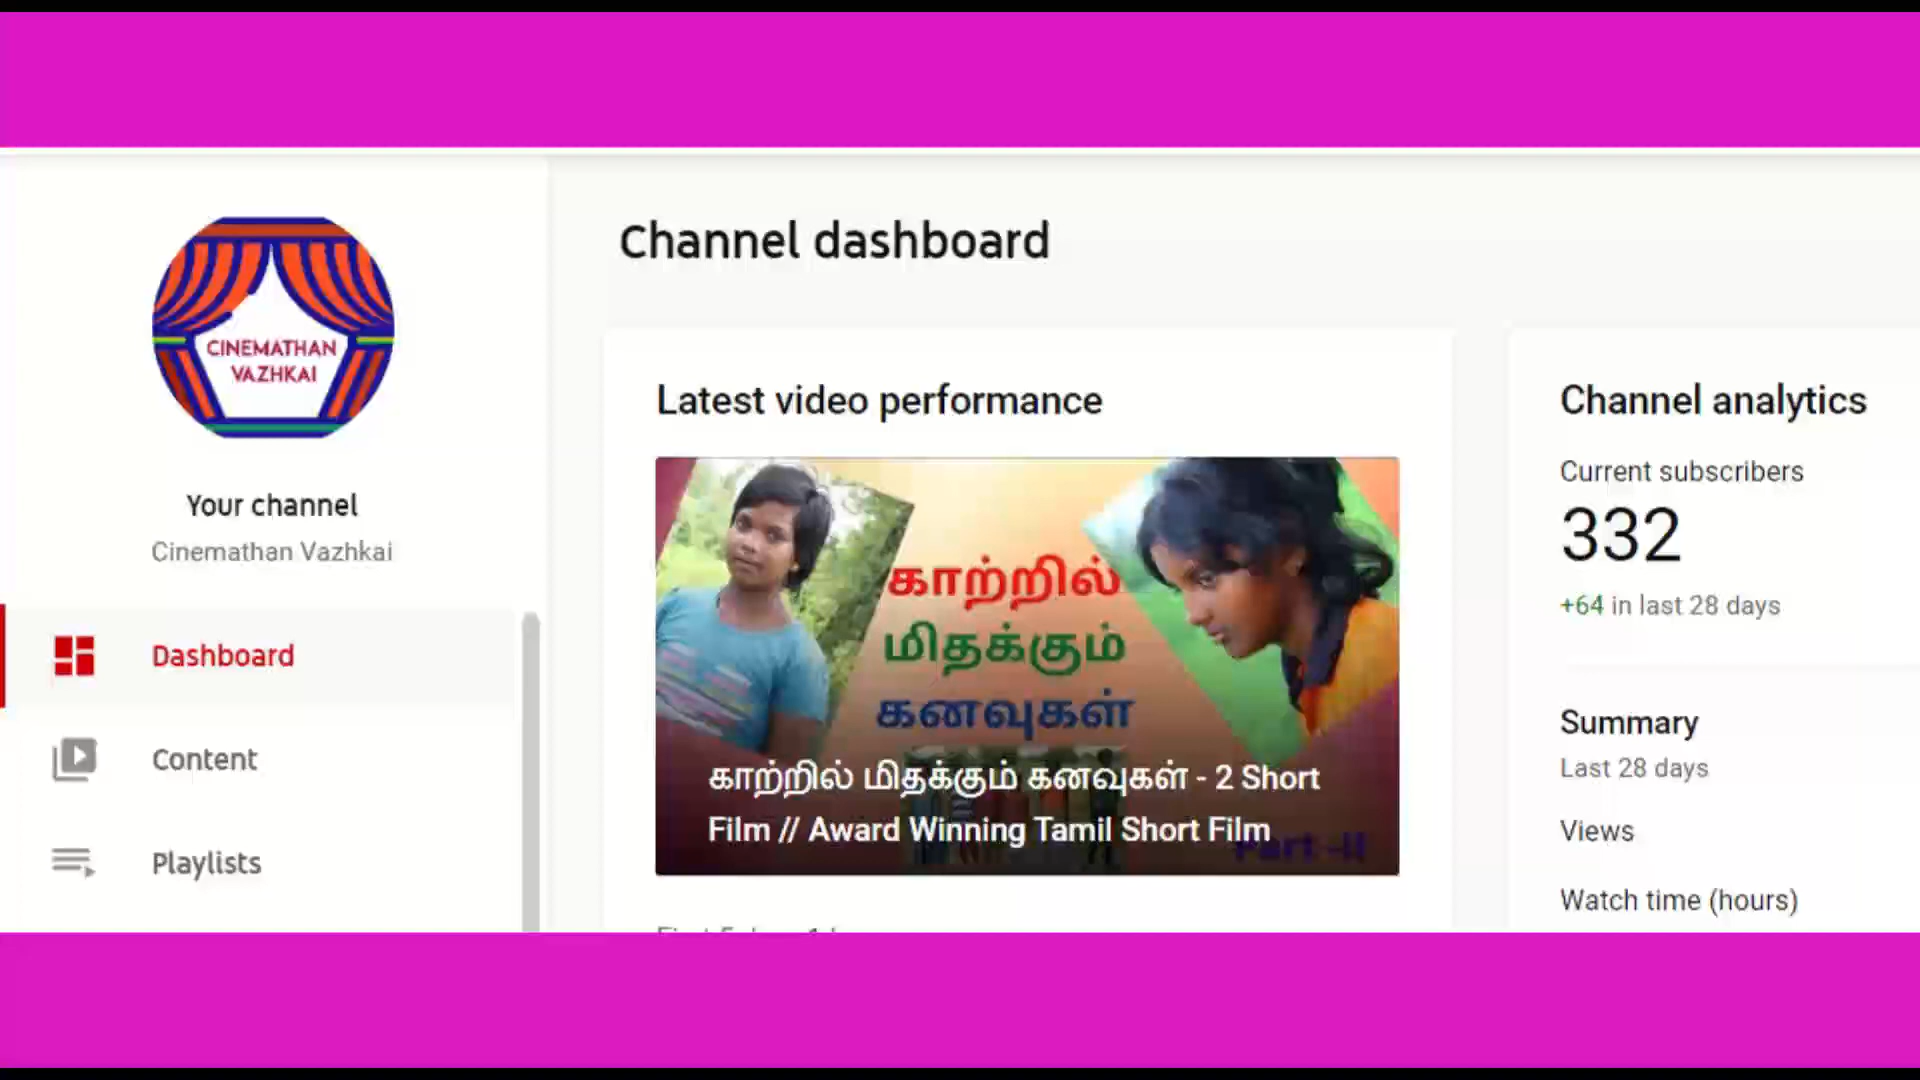 CINEMATHAN
VAZHKAI
Your channel
Cinemathan Vazhkai
Dashboard
Content
Playlists
Channel dashboard
Latest video performance
காற்றில்
மிதக்கும்
கனவுகள்
காற்றில் மிதக்கும் கனவுகள் - 2 Short
Film // Award Winning Tamil Short Film
Part-II
Channel analytics
Current subscribers
332
+64 in last 28 days
Summary
Last 28 days
Views
Watch time (hours)